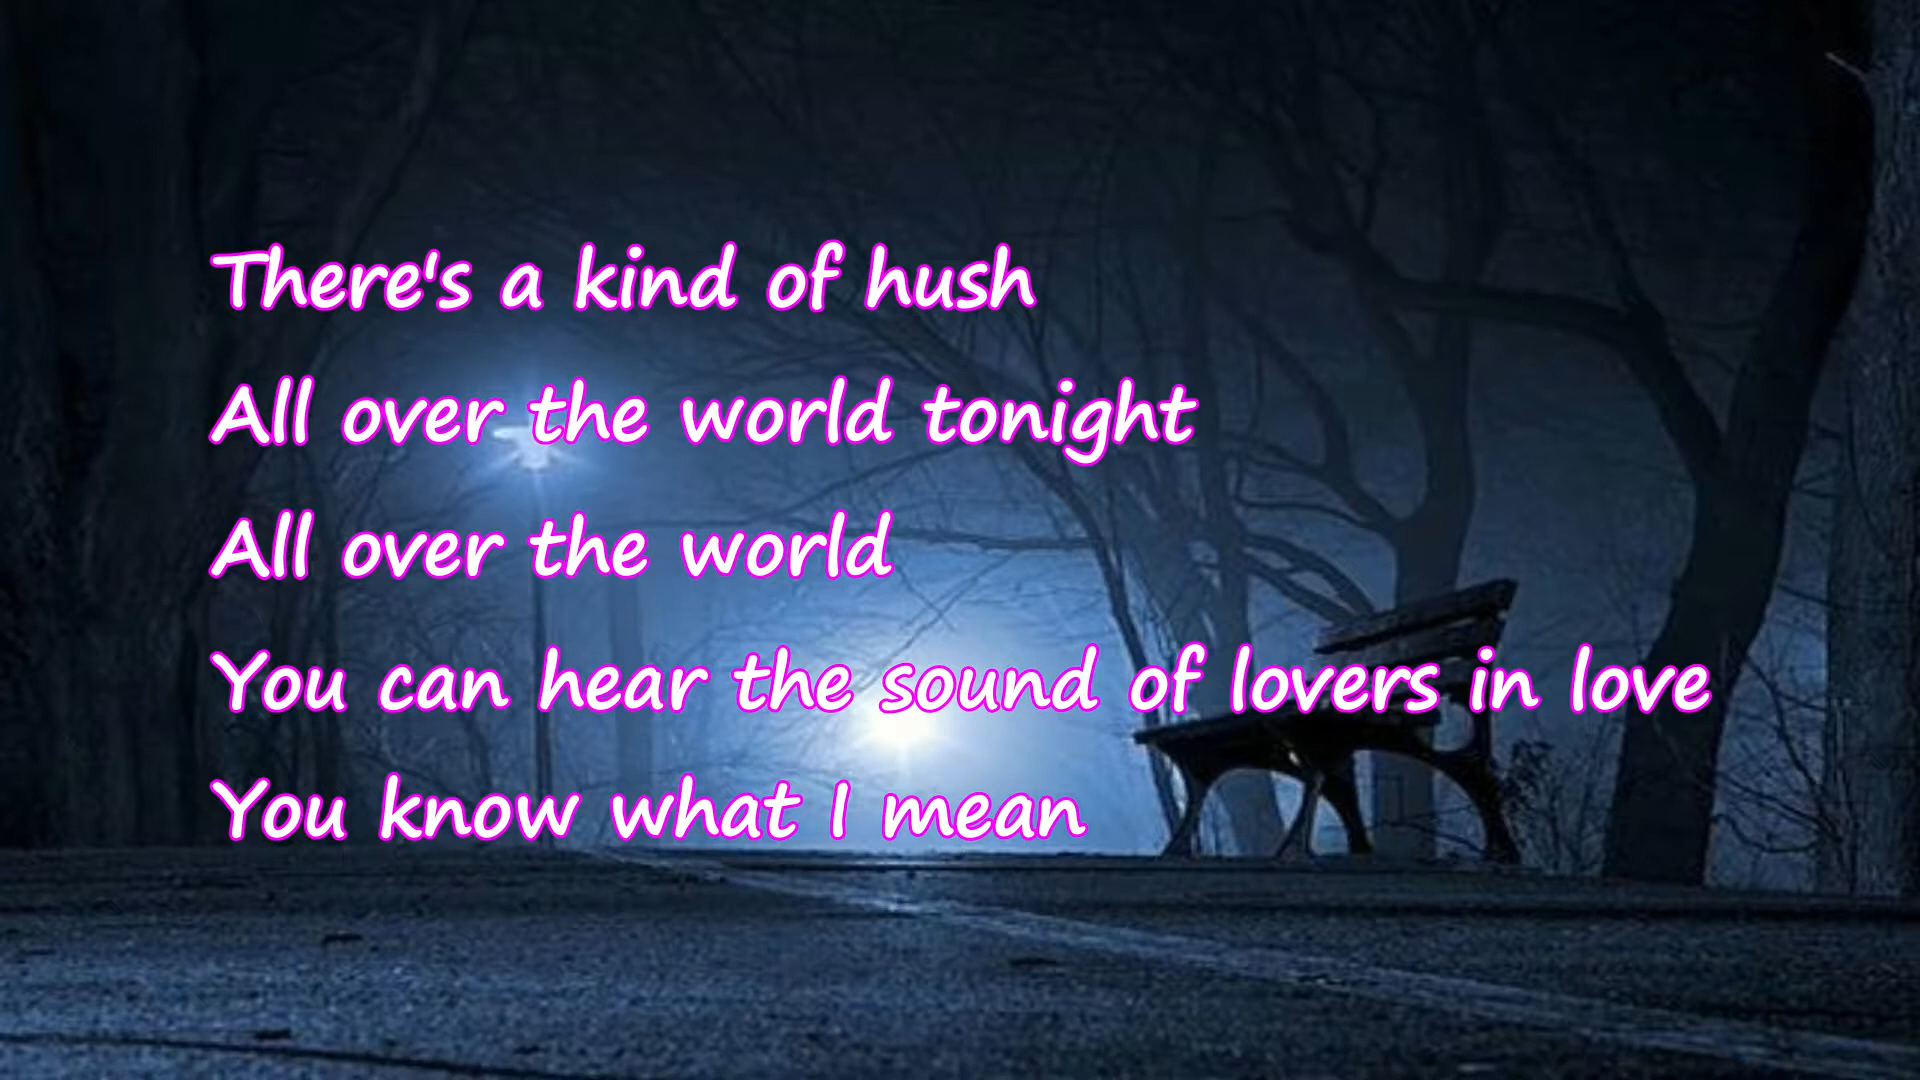 There's a kind of hush
All over the world tonight
All over the world
You can hear the sound of lovers in love
You know what I mean